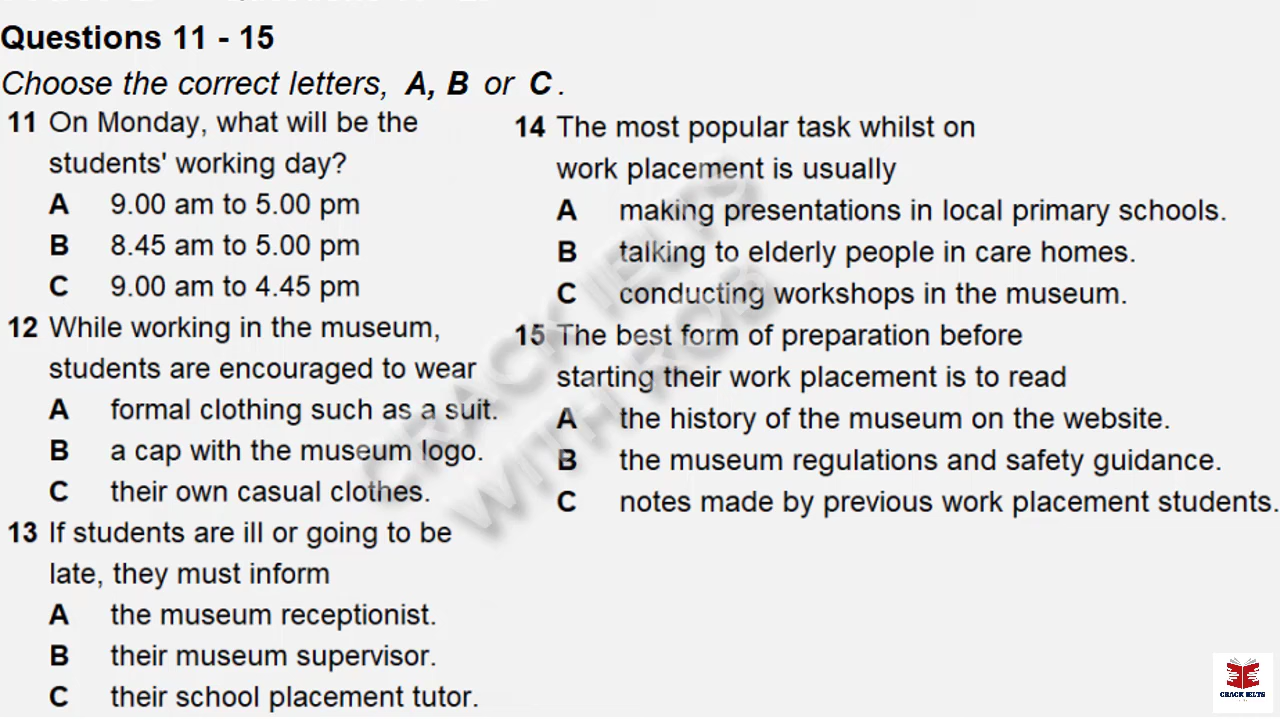 Questions 11 - 15
Choose the correct letters, A, B or C.
11 On Monday, what will be the
students' working day?
A 9.00 am to 5.00 pm
B 8.45 am to 5.00 pm
C 9.00 am to 4.45 pm
12 While working in the museum,
students are encouraged to wear
A formal clothing such as a suit.
B a cap with the museum logo.
C their own casual clothes.
13 If students are ill or going to be
late, they must inform
A the museum receptionist.
B their museum supervisor.
C their school placement tutor.
14 The most popular task whilst on
work placement is usually
A making presentations in local primary schools.
B talking to elderly people in care homes.
C conducting workshops in the museum.
15 The best form of preparation before
starting their work placement is to read
A the history of the museum on the website.
B the museum regulations and safety guidance.
C notes made by previous work placement students.
CRACK IELTS
WITH ROB
CRACK IELTS